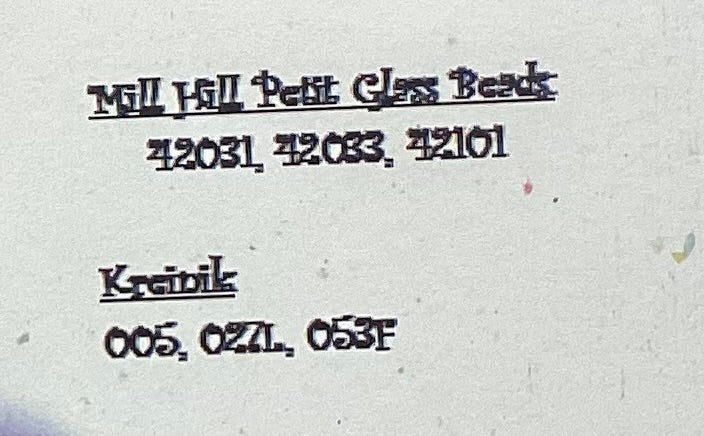 Mill Hill Petit Glass Beads
42031, 42033, 42101
Kreinik
005, 027L, 053F